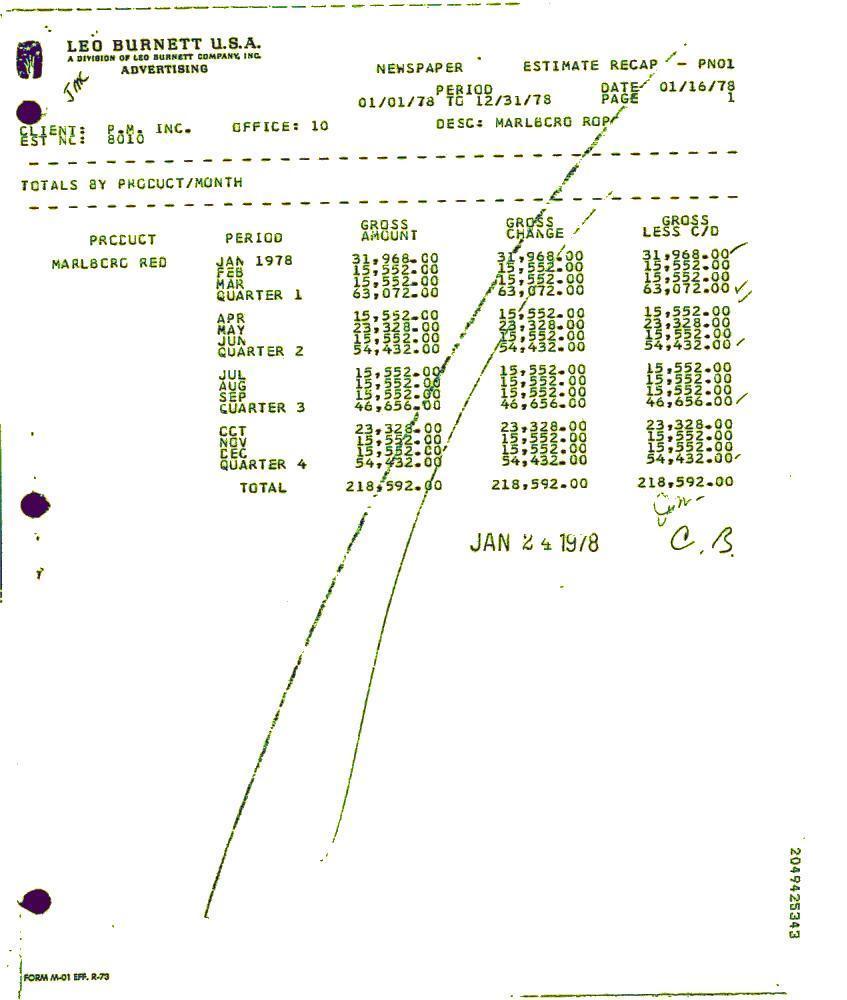 LEO BURNETT U.S.A.
A DIVISION OF LEO BURNETT COMPANY, INC.
ADVERTISING
JMC
NEWSPAPER ESTIMATE RECAP - PN01
PERIOD DATE 01/16/78
01/01/78 TO 12/31/78 PAGE 1
CLIENT: P.M. INC. OFFICE: 10 DESC: MARLBORO ROP
EST NO: 8010
TOTALS BY PRODUCT/MONTH
GROSS GROSS GROSS
PRODUCT PERIOD AMOUNT CHANGE LESS C/D
MARLBORO RED JAN 1978 31,968.00 31,968.00 31,968.00
FEB 15,552.00 15,552.00 15,552.00
MAR 15,552.00 15,552.00 15,552.00
QUARTER 1 63,072.00 63,072.00 63,072.00
APR 15,552.00 15,552.00 15,552.00
MAY 23,328.00 23,328.00 23,328.00
JUN 15,552.00 15,552.00 15,552.00
QUARTER 2 54,432.00 54,432.00 54,432.00
JUL 15,552.00 15,552.00 15,552.00
AUG 15,552.00 15,552.00 15,552.00
SEP 15,552.00 15,552.00 15,552.00
QUARTER 3 46,656.00 46,656.00 46,656.00
OCT 23,328.00 23,328.00 23,328.00
NOV 15,552.00 15,552.00 15,552.00
DEC 15,552.00 15,552.00 15,552.00
QUARTER 4 54,432.00 54,432.00 54,432.00
TOTAL 218,592.00 218,592.00 218,592.00
JAN 24 1978 C.B.
2049425343
FORM M-01 EFF. R-73